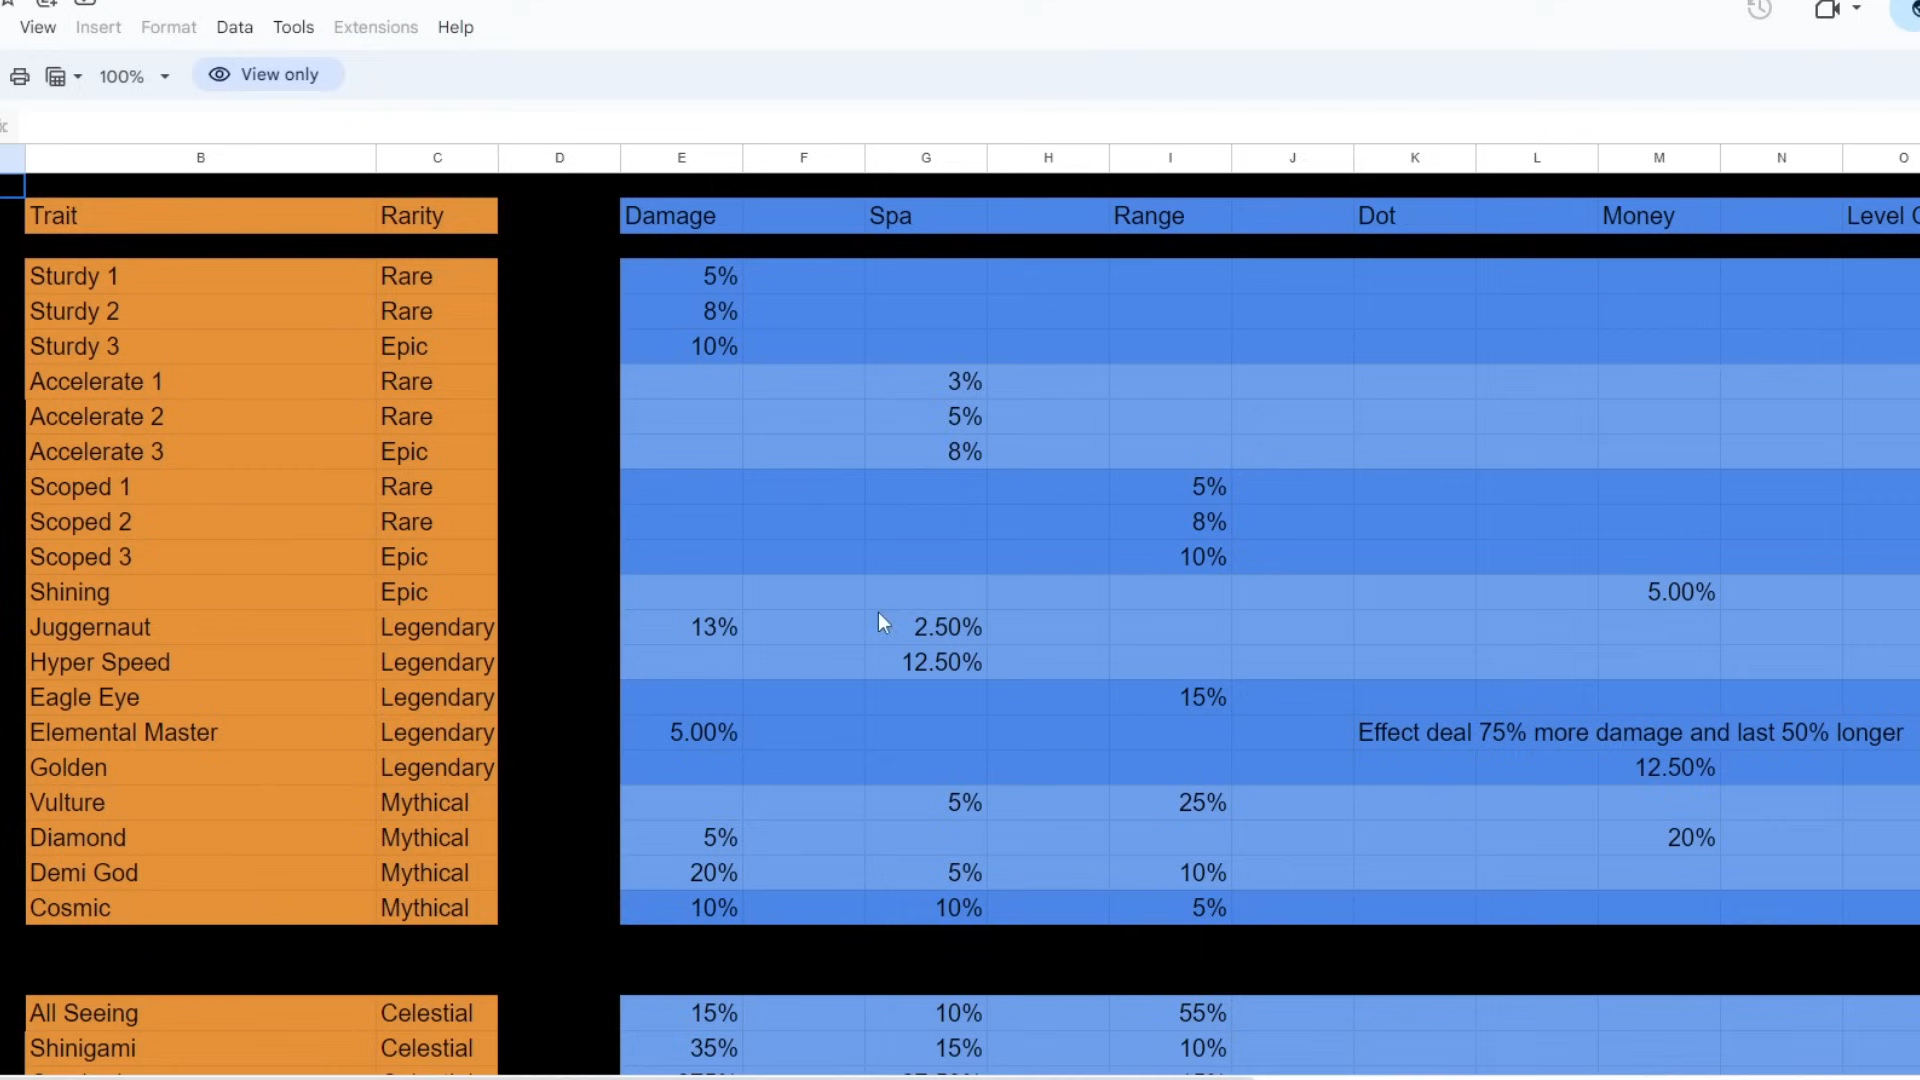 View Insert Format Data Tools Extensions Help
100% View only
B C D E F G H I J K L M N O
Trait Rarity Damage Spa Range Dot Money Level
Sturdy 1 Rare 5%
Sturdy 2 Rare 8%
Sturdy 3 Epic 10%
Accelerate 1 Rare 3%
Accelerate 2 Rare 5%
Accelerate 3 Epic 8%
Scoped 1 Rare 5%
Scoped 2 Rare 8%
Scoped 3 Epic 10%
Shining Epic 5.00%
Juggernaut Legendary 13% 2.50%
Hyper Speed Legendary 12.50%
Eagle Eye Legendary 15%
Elemental Master Legendary 5.00% Effect deal 75% more damage and last 50% longer
Golden Legendary 12.50%
Vulture Mythical 5% 25%
Diamond Mythical 5% 20%
Demi God Mythical 20% 5% 10%
Cosmic Mythical 10% 10% 5%
All Seeing Celestial 15% 10% 55%
Shinigami Celestial 35% 15% 10%